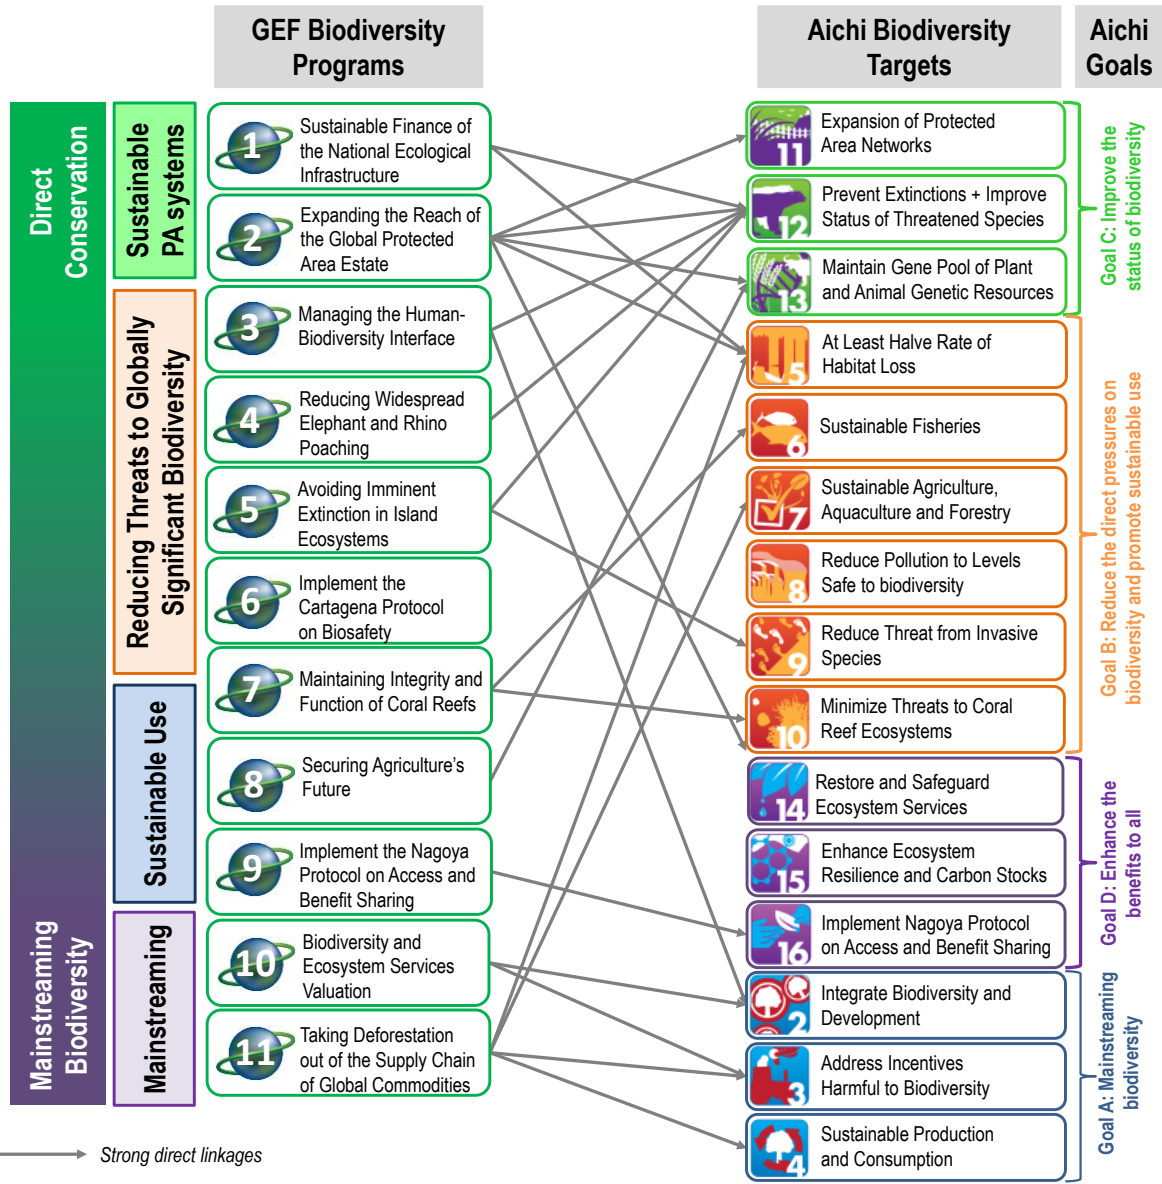 GEF Biodiversity
Programs
Aichi Biodiversity
Targets
Aichi
Goals
Direct
Conservation
Mainstreaming
Biodiversity
Sustainable
PA systems
Reducing Threats to Globally
Significant Biodiversity
Sustainable Use
Mainstreaming
1
Sustainable Finance of
the National Ecological
Infrastructure
2
Expanding the Reach of
the Global Protected
Area Estate
3
Managing the Human-
Biodiversity Interface
4
Reducing Widespread
Elephant and Rhino
Poaching
5
Avoiding Imminent
Extinction in Island
Ecosystems
6
Implement the
Cartagena Protocol
on Biosafety
7
Maintaining Integrity and
Function of Coral Reefs
8
Securing Agriculture's
Future
9
Implement the Nagoya
Protocol on Access and
Benefit Sharing
10
Biodiversity and
Ecosystem Services
Valuation
11
Taking Deforestation
out of the Supply Chain
of Global Commodities
11
Expansion of Protected
Area Networks
12
Prevent Extinctions + Improve
Status of Threatened Species
13
Maintain Gene Pool of Plant
and Animal Genetic Resources
5
At Least Halve Rate of
Habitat Loss
6
Sustainable Fisheries
7
Sustainable Agriculture,
Aquaculture and Forestry
8
Reduce Pollution to Levels
Safe to biodiversity
9
Reduce Threat from Invasive
Species
10
Minimize Threats to Coral
Reef Ecosystems
14
Restore and Safeguard
Ecosystem Services
15
Enhance Ecosystem
Resilience and Carbon Stocks
16
Implement Nagoya Protocol
on Access and Benefit Sharing
2
Integrate Biodiversity and
Development
3
Address Incentives
Harmful to Biodiversity
4
Sustainable Production
and Consumption
Goal C: Improve the
status of biodiversity
Goal B: Reduce the direct pressures on
biodiversity and promote sustainable use
Goal D: Enhance the
benefits to all
Goal A: Mainstreaming
biodiversity
Strong direct linkages